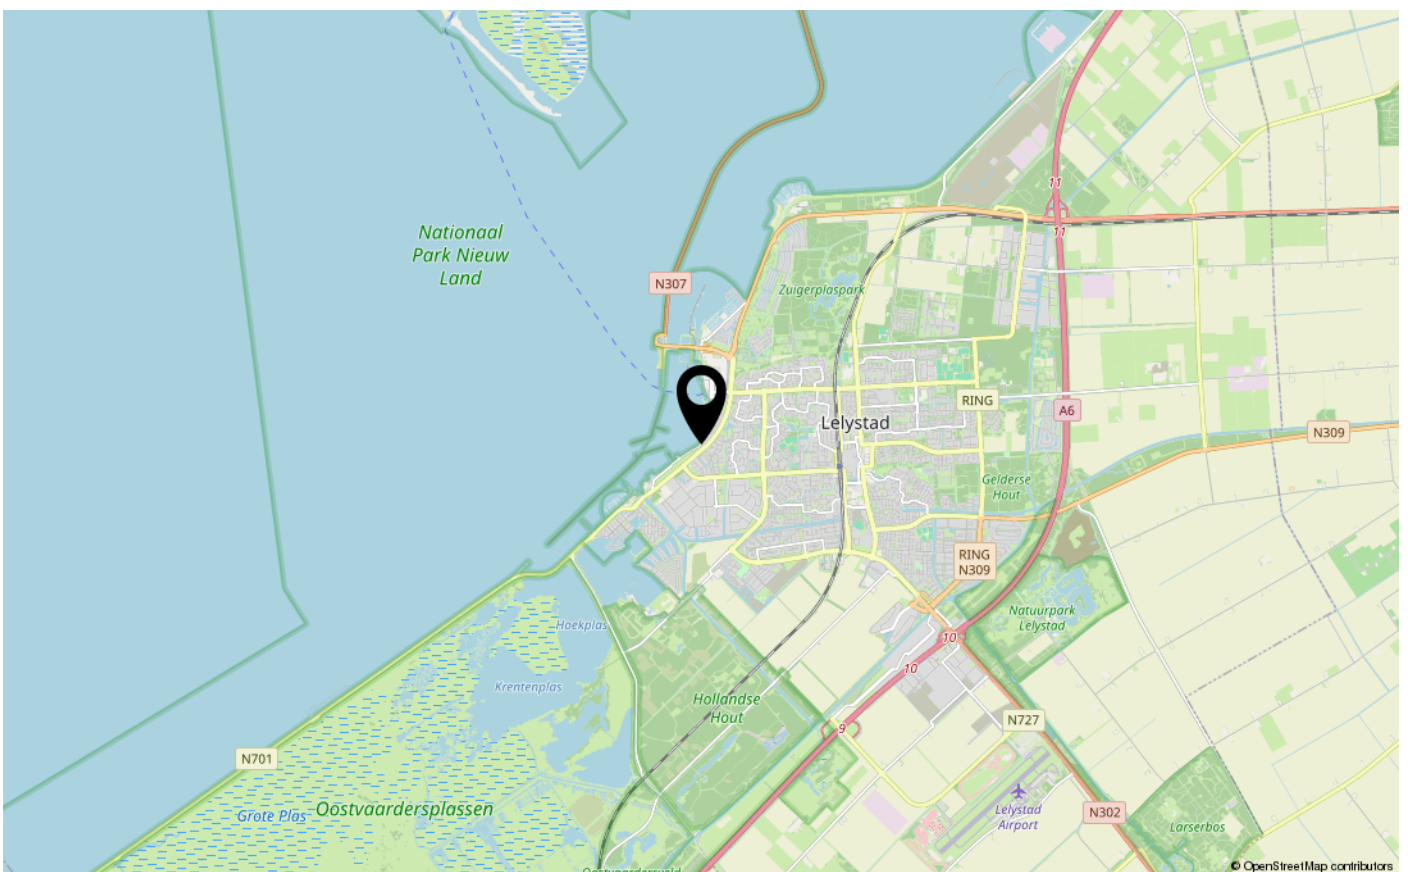 11
Nationaal
Park Nieuw
Land
11
N307
Zuigerplaspark
RING
A6
Lelystad
N309
Gelderse
Hout
RING
N309
Natuurpark
Lelystad
Hoekplas
10
10
Krentenplas
Hollandse
Hout
N727
9
N701
Lelystad
Airport
N302
Oostvaardersplassen
Grote Plas
Larserbos
Oostvaardersveld
© OpenStreetMap contributors